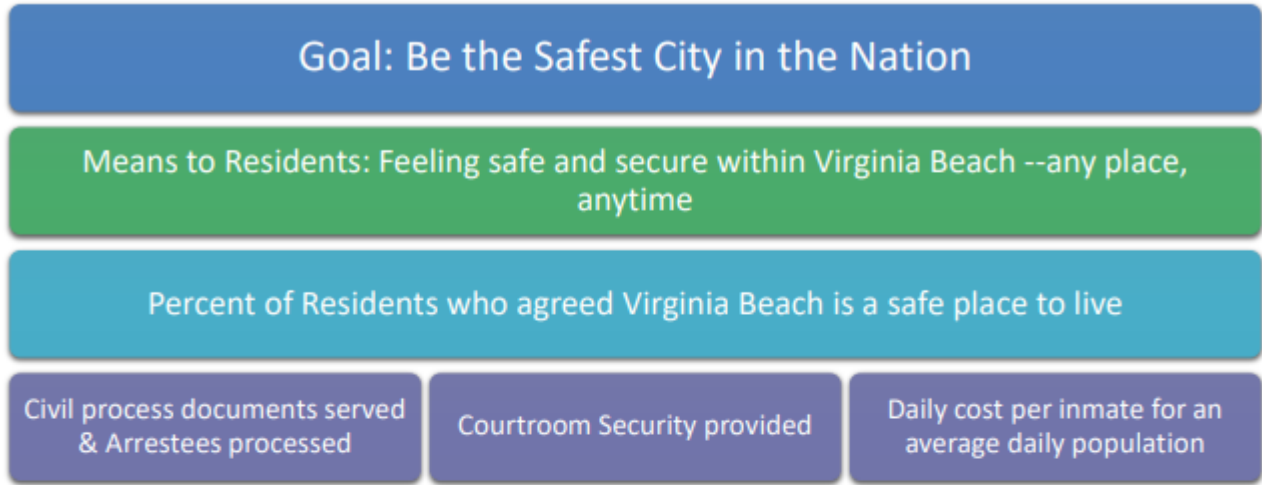 Goal: Be the Safest City in the Nation
Means to Residents: Feeling safe and secure within Virginia Beach --any place,
anytime
Percent of Residents who agreed Virginia Beach is a safe place to live
Civil process documents served
& Arrestees processed
Courtroom Security provided
Daily cost per inmate for an
average daily population